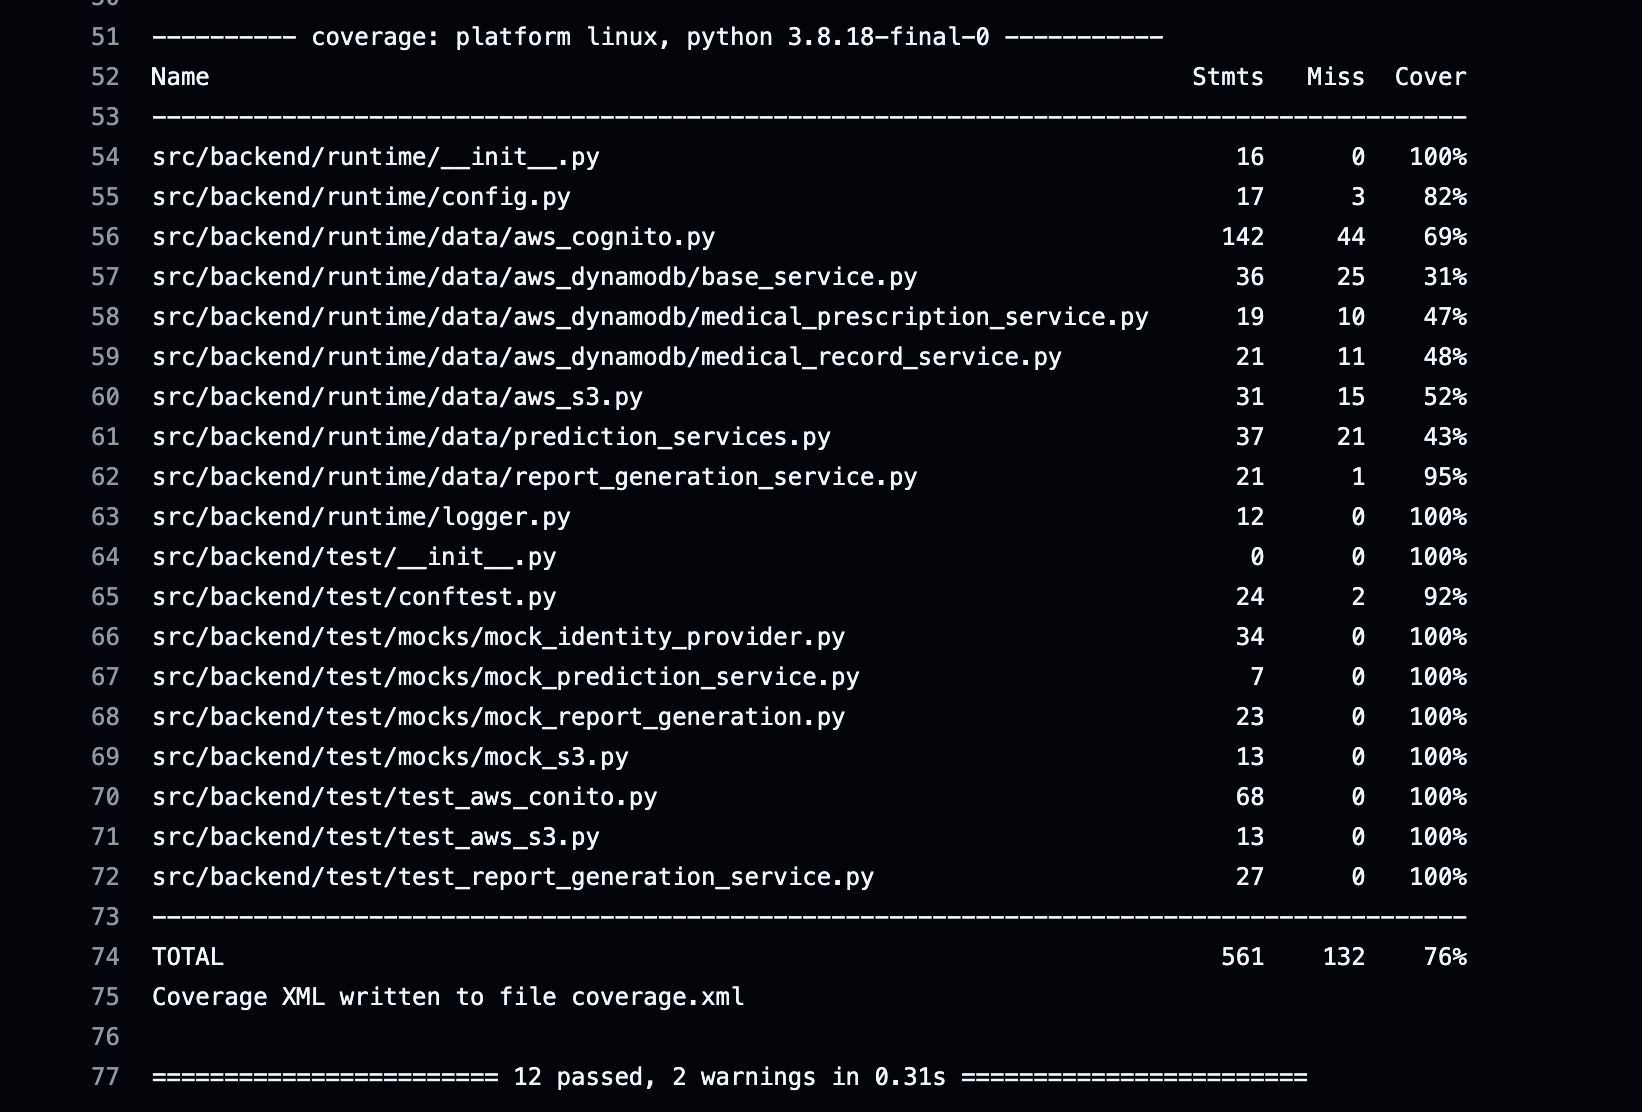 50
51 ---------- coverage: platform linux, python 3.8.18-final-0 -----------
52 Name                                                                       Stmts   Miss  Cover
53 -------------------------------------------------------------------------------------------
54 src/backend/runtime/__init__.py                                               16      0   100%
55 src/backend/runtime/config.py                                                 17      3    82%
56 src/backend/runtime/data/aws_cognito.py                                      142     44    69%
57 src/backend/runtime/data/aws_dynamodb/base_service.py                         36     25    31%
58 src/backend/runtime/data/aws_dynamodb/medical_prescription_service.py         19     10    47%
59 src/backend/runtime/data/aws_dynamodb/medical_record_service.py               21     11    48%
60 src/backend/runtime/data/aws_s3.py                                            31     15    52%
61 src/backend/runtime/data/prediction_services.py                               37     21    43%
62 src/backend/runtime/data/report_generation_service.py                         21      1    95%
63 src/backend/runtime/logger.py                                                 12      0   100%
64 src/backend/test/__init__.py                                                   0      0   100%
65 src/backend/test/conftest.py                                                  24      2    92%
66 src/backend/test/mocks/mock_identity_provider.py                              34      0   100%
67 src/backend/test/mocks/mock_prediction_service.py                              7      0   100%
68 src/backend/test/mocks/mock_report_generation.py                              23      0   100%
69 src/backend/test/mocks/mock_s3.py                                             13      0   100%
70 src/backend/test/test_aws_conito.py                                           68      0   100%
71 src/backend/test/test_aws_s3.py                                               13      0   100%
72 src/backend/test/test_report_generation_service.py                            27      0   100%
73 -------------------------------------------------------------------------------------------
74 TOTAL                                                                        561    132    76%
75 Coverage XML written to file coverage.xml
76
77 ======================== 12 passed, 2 warnings in 0.31s ========================